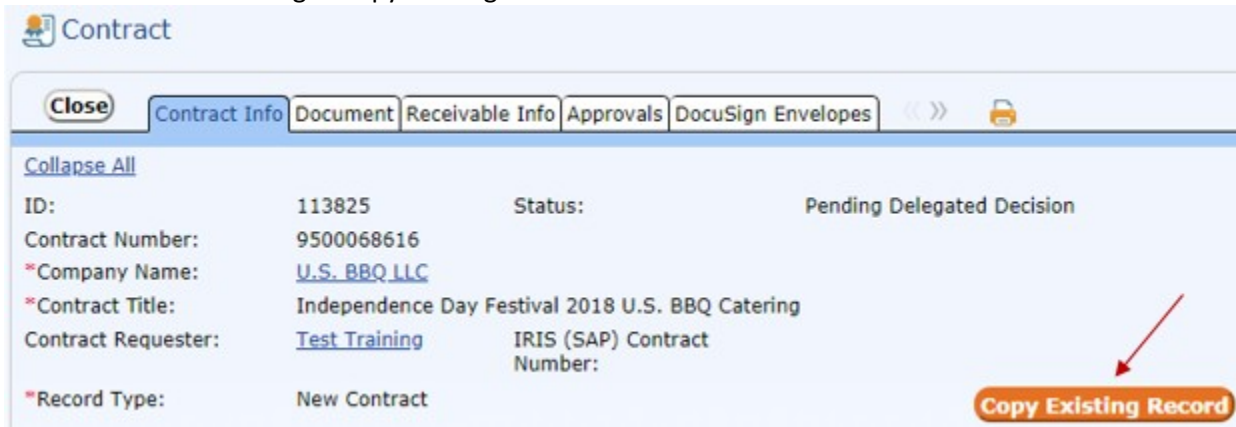 Contract
Close Contract Info Document Receivable Info Approvals DocuSign Envelopes
Collapse All
ID: 113825 Status: Pending Delegated Decision
Contract Number: 9500068616
*Company Name: U.S. BBQ LLC
*Contract Title: Independence Day Festival 2018 U.S. BBQ Catering
Contract Requester: Test Training IRIS (SAP) Contract
Number:
*Record Type: New Contract Copy Existing Record